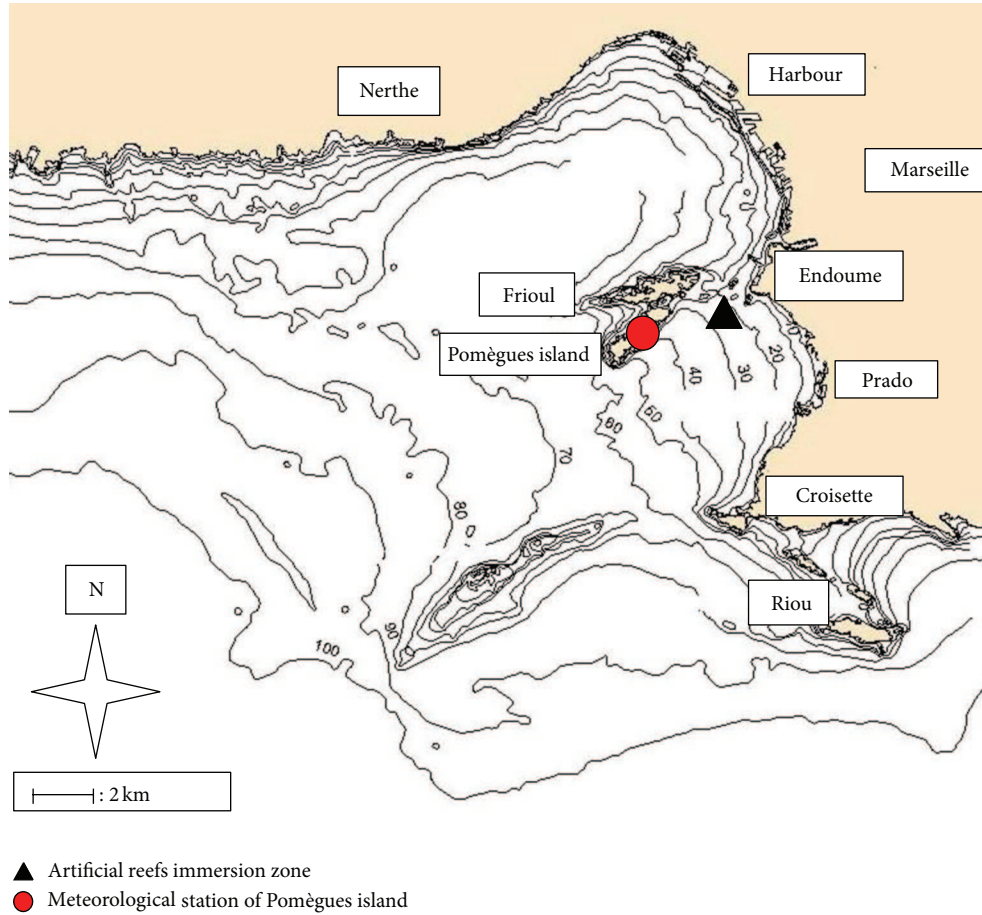 Nerthe
Harbour
Marseille
Endoume
Frioul
Pomègues island
Prado
10
20
30
40
50
60
70
80
90
100
Croisette
Riou
N
: 2 km
Artificial reefs immersion zone
Meteorological station of Pomègues island